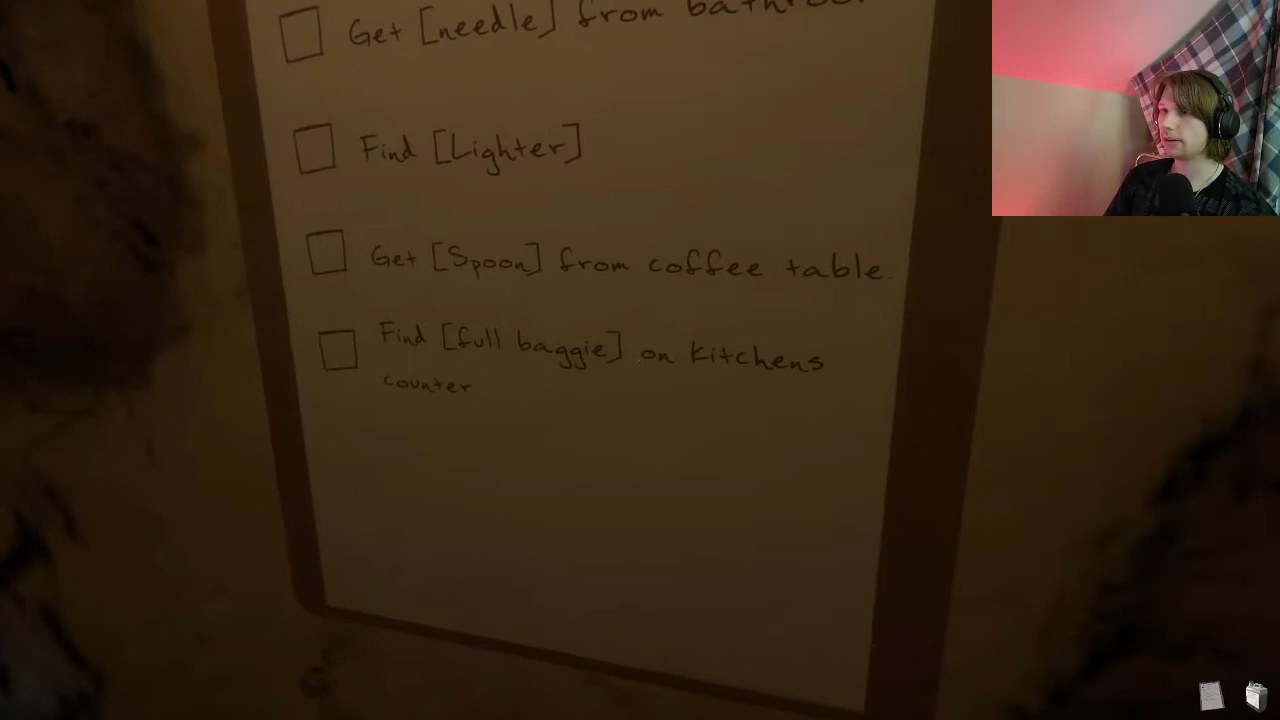 Get [needle] from
Find [Lighter]
Get [Spoon] from coffee table.
Find [full baggie] on Kitchens
counter